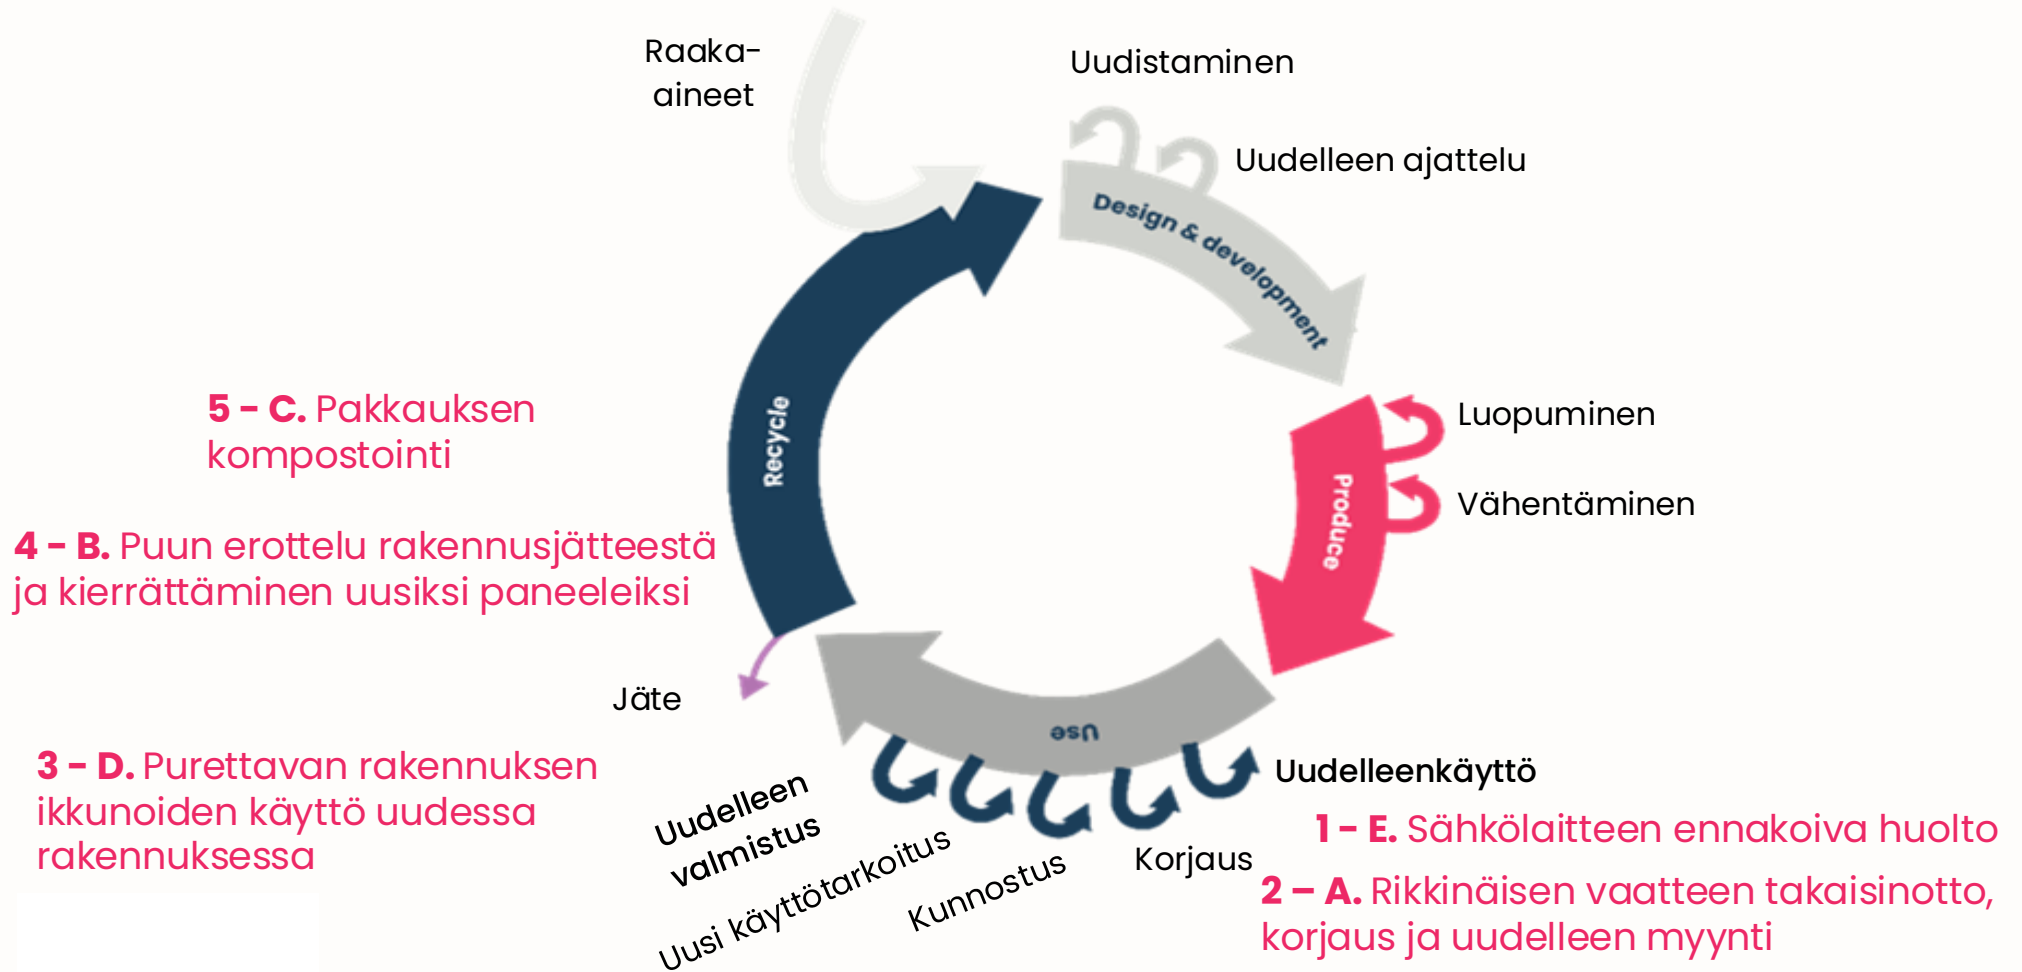 Raaka-
aineet
Uudistaminen
Uudelleen ajattelu
Design & development
Luopuminen
Vähentäminen
Produce
Recycle
5 - C. Pakkauksen
kompostointi
4 - B. Puun erottelu rakennusjätteestä
ja kierrättäminen uusiksi paneeleiksi
Jäte
Use
3 - D. Purettavan rakennuksen
ikkunoiden käyttö uudessa
rakennuksessa
Uudelleen
valmistus
Uusi käyttötarkoitus
Kunnostus
Korjaus
Uudelleenkäyttö
1 - E. Sähkölaitteen ennakoiva huolto
2 – A. Rikkinäisen vaatteen takaisinotto,
korjaus ja uudelleen myynti